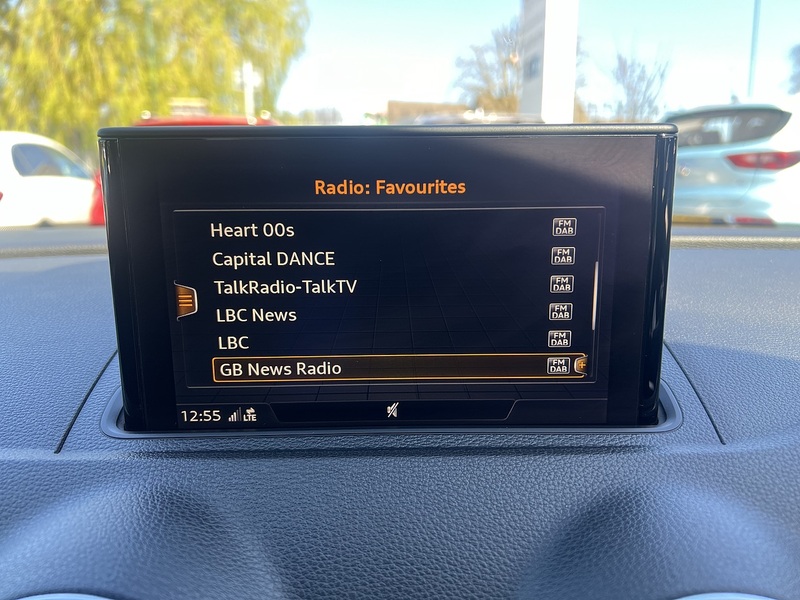 Radio: Favourites
Heart 00s FM DAB
Capital DANCE FM DAB
TalkRadio-TalkTV FM DAB
LBC News FM DAB
LBC FM DAB
GB News Radio FM DAB +
12:55 LTE